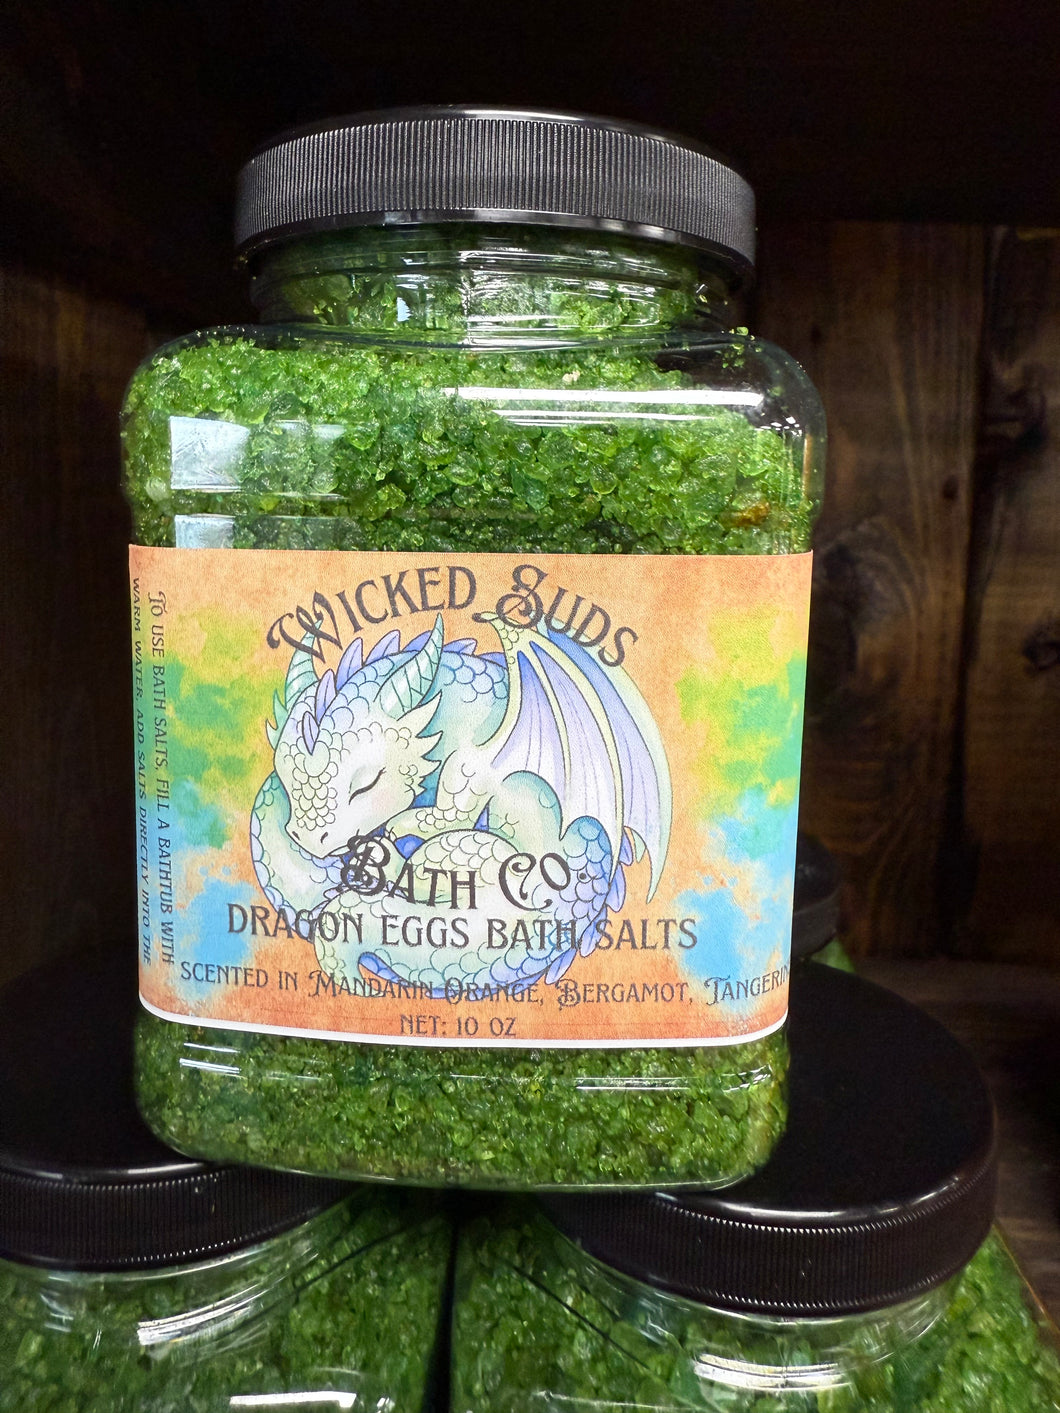 Wicked Suds
Bath Co.
Dragon Eggs Bath Salts
Scented in Mandarin Orange, Bergamot, Tangerin
Net: 10 oz
To use bath salts, fill a bathtub with
warm water. Add salts directly into the